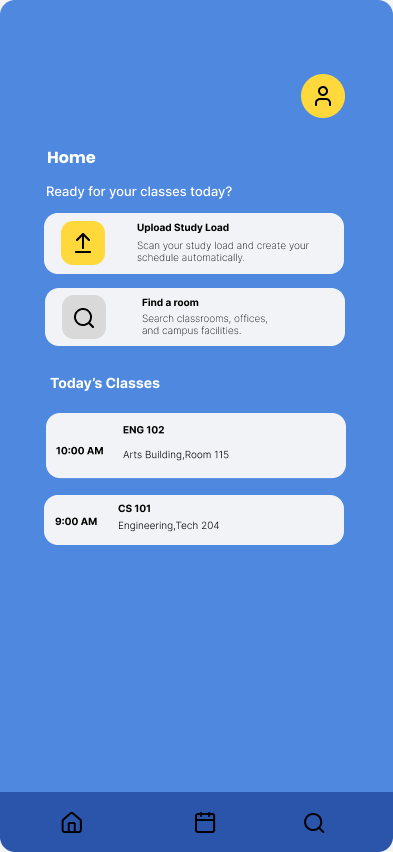 Home
Ready for your classes today?
Upload Study Load
Scan your study load and create your
schedule automatically.
Find a room
Search classrooms, offices,
and campus facilities.
Today's Classes
ENG 102
10:00 AM
Arts Building,Room 115
CS 101
9:00 AM
Engineering,Tech 204